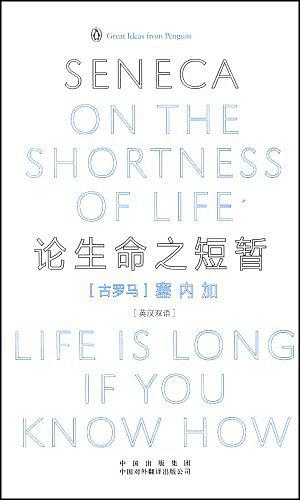 Great Ideas from Penguin
SENECA
ON THE
SHORTNESS
OF LIFE
论生命之短暂
[古罗马] 塞内加
[英汉双语]
LIFE IS LONG
IF YOU
KNOW HOW
中国出版集团
中国对外翻译出版公司